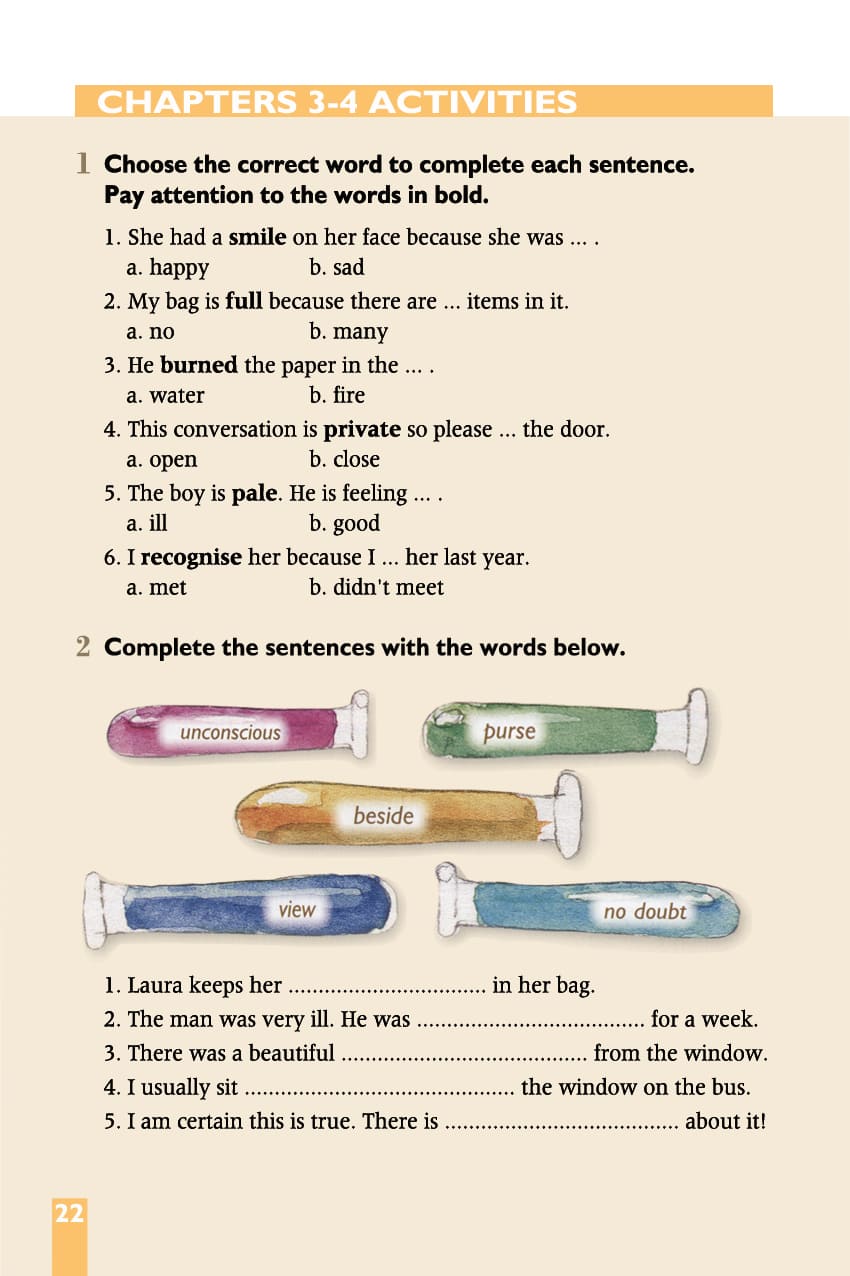 CHAPTERS 3-4 ACTIVITIES
1 Choose the correct word to complete each sentence.
Pay attention to the words in bold.
1. She had a smile on her face because she was ... .
a. happy b. sad
2. My bag is full because there are ... items in it.
a. no b. many
3. He burned the paper in the ... .
a. water b. fire
4. This conversation is private so please ... the door.
a. open b. close
5. The boy is pale. He is feeling ... .
a. ill b. good
6. I recognise her because I ... her last year.
a. met b. didn't meet
2 Complete the sentences with the words below.
unconscious purse
beside
view no doubt
1. Laura keeps her ................................. in her bag.
2. The man was very ill. He was ...................................... for a week.
3. There was a beautiful ......................................... from the window.
4. I usually sit ............................................. the window on the bus.
5. I am certain this is true. There is ....................................... about it!
22